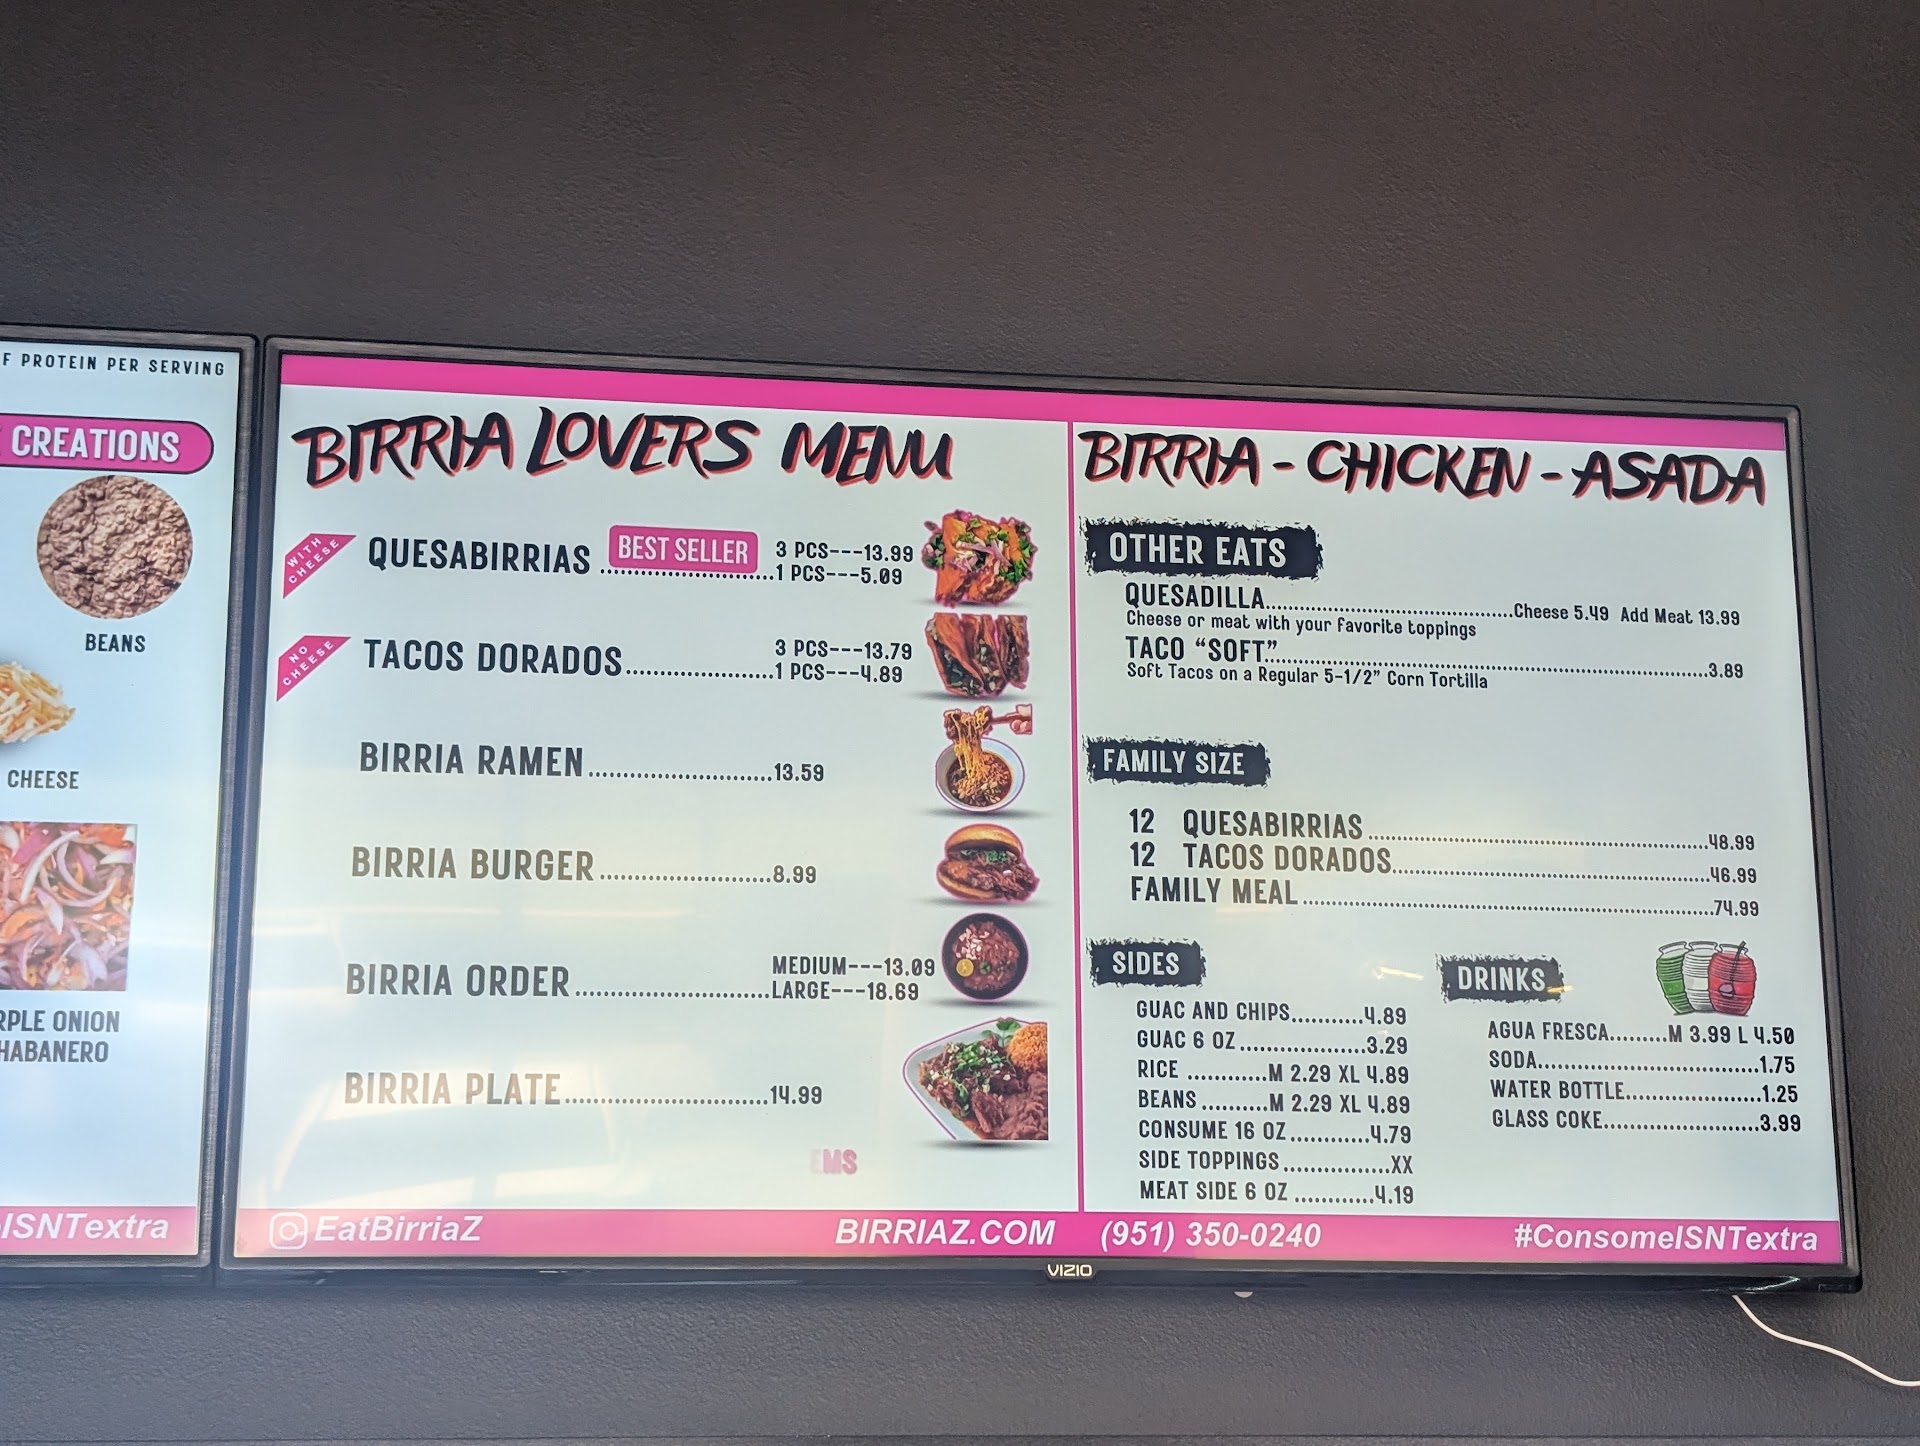 F PROTEIN PER SERVING
CREATIONS
BEANS
CHEESE
RPLE ONION
HABANERO
ISNTextra
BIRRIA LOVERS MENU
WITH CHEESE
QUESABIRRIAS BEST SELLER 3 PCS---13.99
1 PCS---5.09
NO CHEESE
TACOS DORADOS 3 PCS---13.79
1 PCS---4.89
BIRRIA RAMEN 13.59
BIRRIA BURGER 8.99
BIRRIA ORDER MEDIUM---13.09
LARGE---18.69
BIRRIA PLATE 14.99
EMS
BIRRIA - CHICKEN - ASADA
OTHER EATS
QUESADILLA Cheese 5.49 Add Meat 13.99
Cheese or meat with your favorite toppings
TACO “SOFT” 3.89
Soft Tacos on a Regular 5-1/2” Corn Tortilla
FAMILY SIZE
12 QUESABIRRIAS 48.99
12 TACOS DORADOS 46.99
FAMILY MEAL 74.99
SIDES
GUAC AND CHIPS 4.89
GUAC 6 OZ 3.29
RICE M 2.29 XL 4.89
BEANS M 2.29 XL 4.89
CONSUME 16 OZ 4.79
SIDE TOPPINGS XX
MEAT SIDE 6 OZ 4.19
DRINKS
AGUA FRESCA M 3.99 L 4.50
SODA 1.75
WATER BOTTLE 1.25
GLASS COKE 3.99
EatBirriaZ BIRRIAZ.COM (951) 350-0240 #ConsomeISNTextra
VIZIO